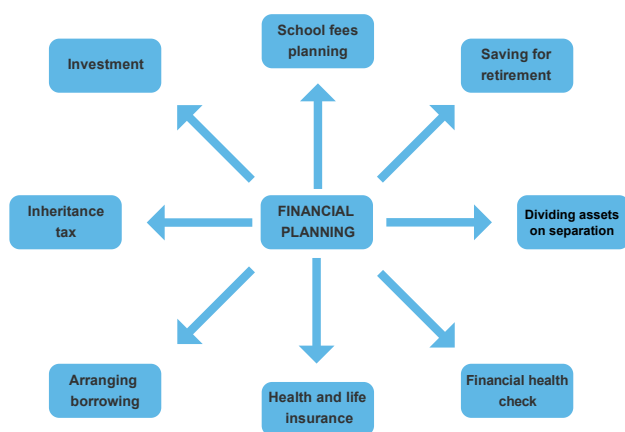 School fees
planning
Investment
Saving for
retirement
Inheritance
tax
FINANCIAL
PLANNING
Dividing assets
on separation
Arranging
borrowing
Health and life
insurance
Financial health
check